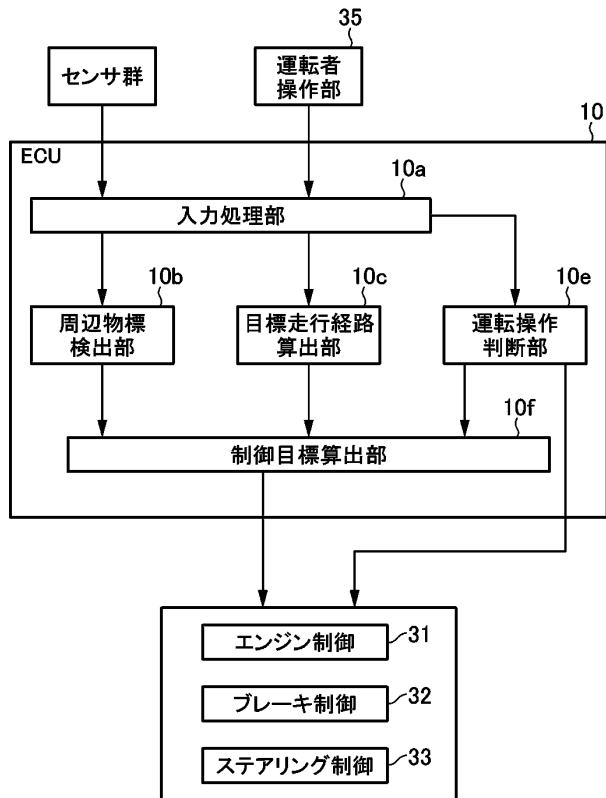 35
センサ群
運転者
操作部
10
ECU
10a
入力処理部
10b
10c
10e
周辺物標
検出部
目標走行経路
算出部
運転操作
判断部
10f
制御目標算出部
エンジン制御
31
ブレーキ制御
32
ステアリング制御
33